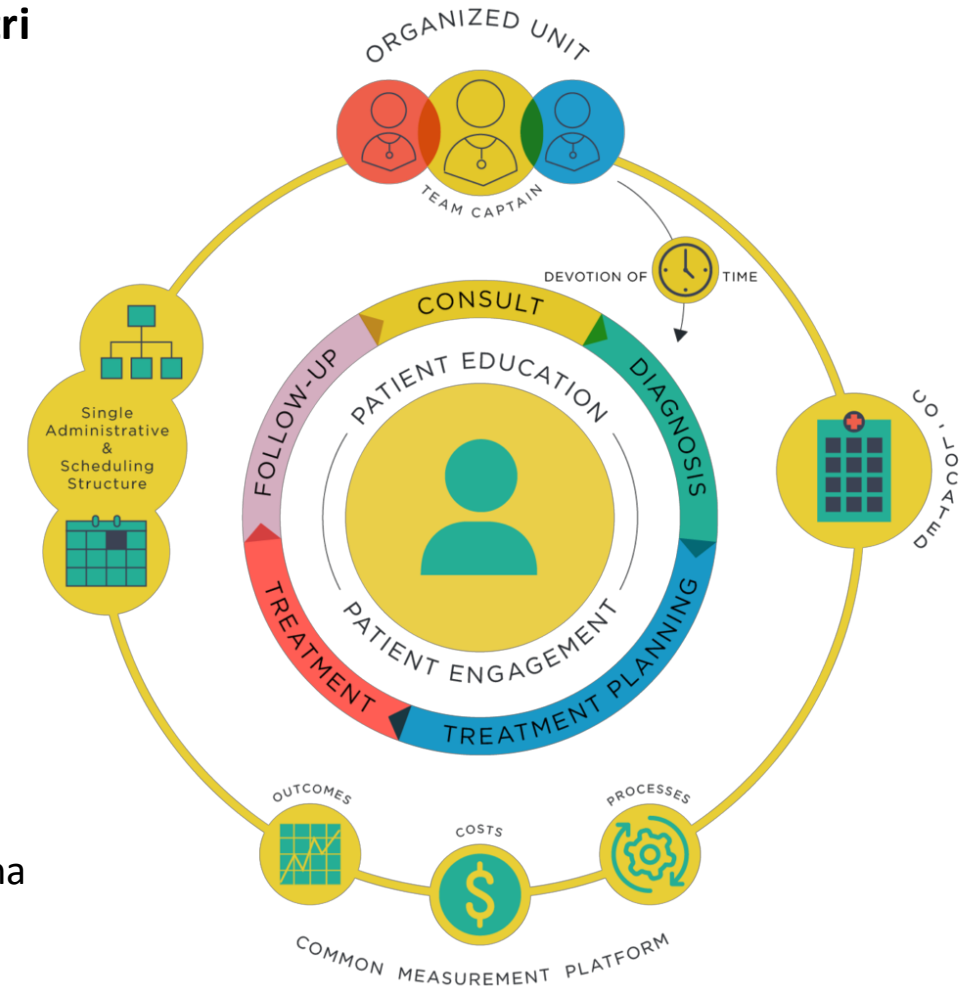 tri
ORGANIZED UNIT
TEAM CAPTAIN
DEVOTION OF TIME
CONSULT
DIAGNOSIS
TREATMENT PLANNING
TREATMENT
FOLLOW-UP
PATIENT EDUCATION
PATIENT ENGAGEMENT
Single
Administrative
&
Scheduling
Structure
CO-LOCATED
OUTCOMES
COSTS
$
PROCESSES
na
COMMON MEASUREMENT PLATFORM